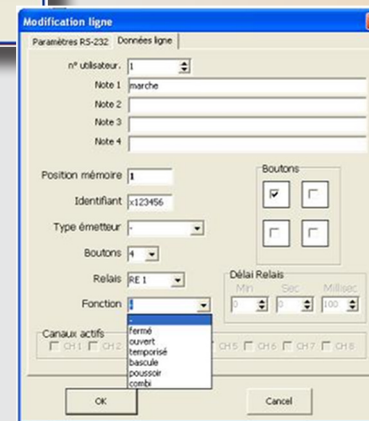 Modification ligne
Paramètres RS-232 Données ligne
n° utilisateur. 1
Note 1 marche
Note 2
Note 3
Note 4
Position mémoire 1
Identifiant x123456
Type émetteur -
Boutons 4
Relais RE 1
Fonction -
-
fermé
ouvert
temporisé
bascule
poussoir
combi
Boutons
Délai Relais
Min Sec Millisec
0 0 100
Canaux actifs
CH 1 CH 2 CH 5 CH 6 CH 7 CH 8
OK Cancel